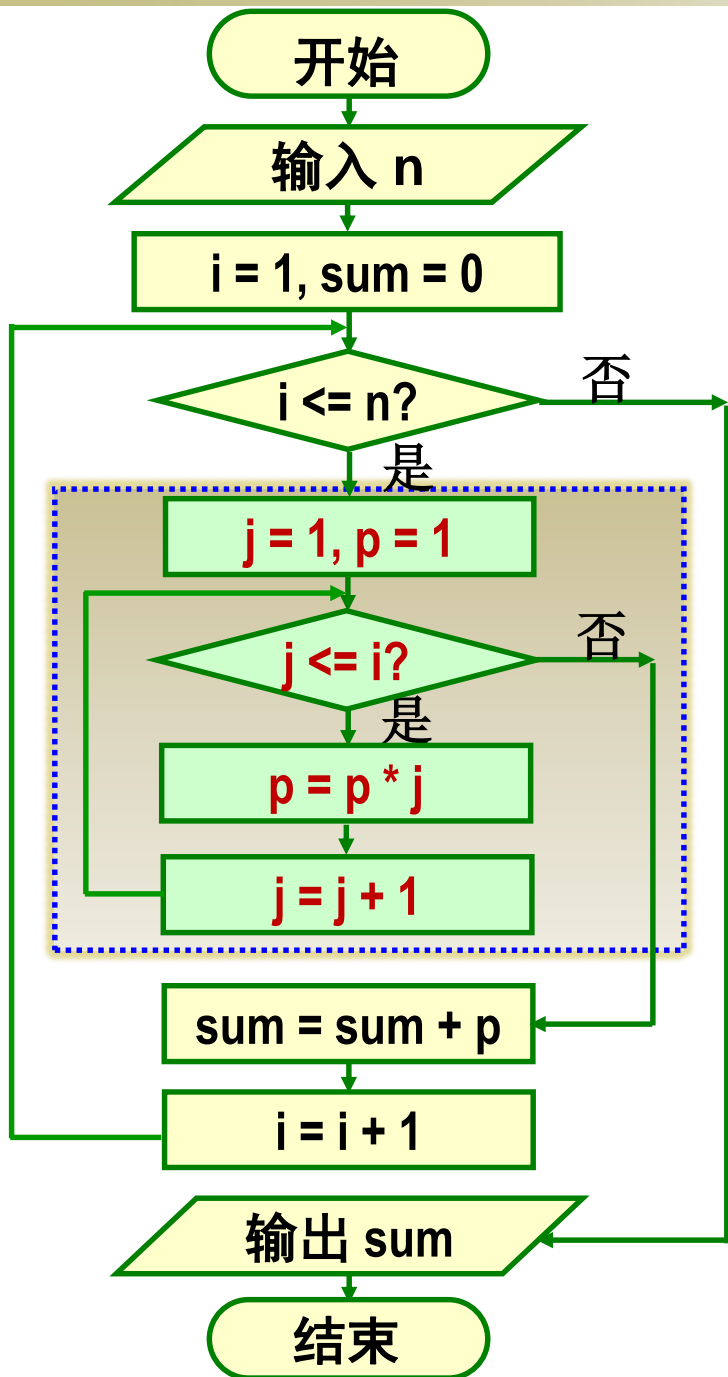 开始
输入 n
i = 1, sum = 0
i <= n?
否
是
j = 1, p = 1
j <= i?
否
是
p = p * j
j = j + 1
sum = sum + p
i = i + 1
输出 sum
结束